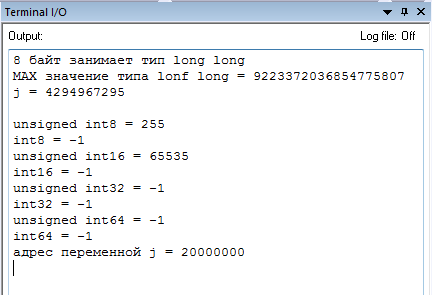 Terminal I/O
Output:
Log file: Off
8 байт занимает тип long long
MAX значение типа lonf long = 9223372036854775807
j = 4294967295
unsigned int8 = 255
int8 = -1
unsigned int16 = 65535
int16 = -1
unsigned int32 = -1
int32 = -1
unsigned int64 = -1
int64 = -1
адрес переменной j = 20000000